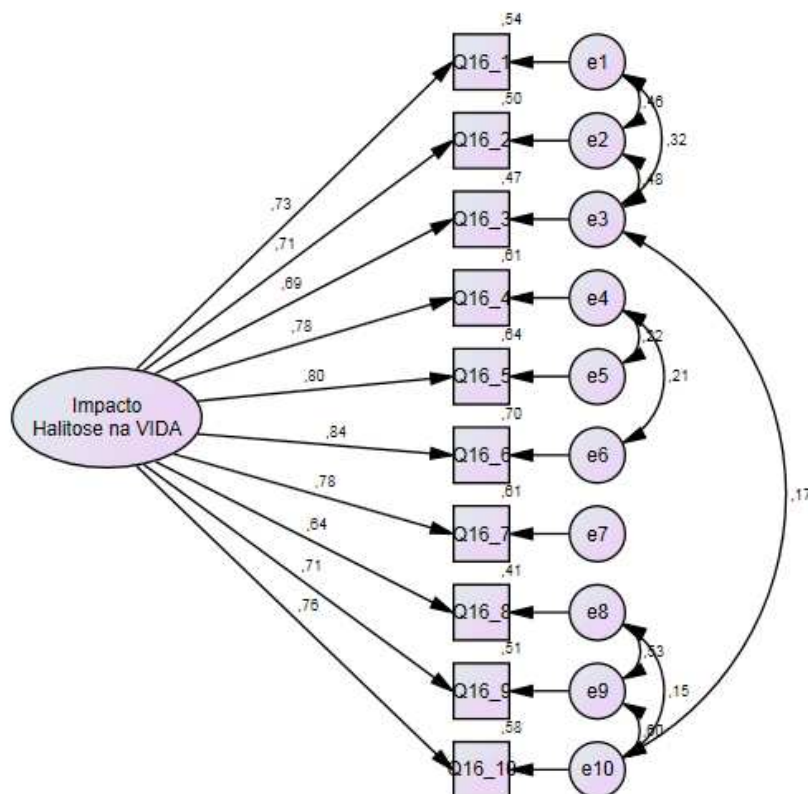 ,54
Q16_1
e1
,46
,50
Q16_2
e2
,32
,48
,47
Q16_3
e3
,73
,71
,61
,69
Q16_4
e4
,78
,64
,22
,80
Q16_5
e5
,21
Impacto
Halitose na VIDA
,70
,84
Q16_6
e6
,78
,61
,17
,64
Q16_7
e7
,71
,41
,76
Q16_8
e8
,53
,51
Q16_9
e9
,15
,58
,60
Q16_10
e10